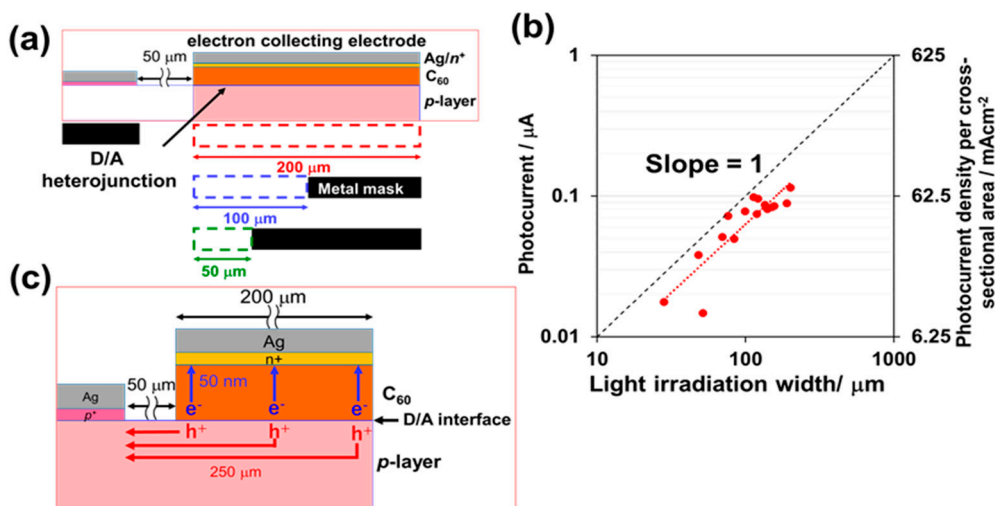 (a)
50 μm
electron collecting electrode
Ag/n+
C60
p-layer
D/A
heterojunction
200 μm
Metal mask
100 μm
50 μm
(b)
1
0.1
0.01
Photocurrent / μA
10
100
1000
Light irradiation width/ μm
Slope = 1
625
62.5
6.25
Photocurrent density per cross-
sectional area / mAcm-2
(c)
200 μm
Ag
n+
50 μm
50 nm
Ag
p+
C60
e- e- e-
D/A interface
h+ h+ h+
p-layer
250 μm